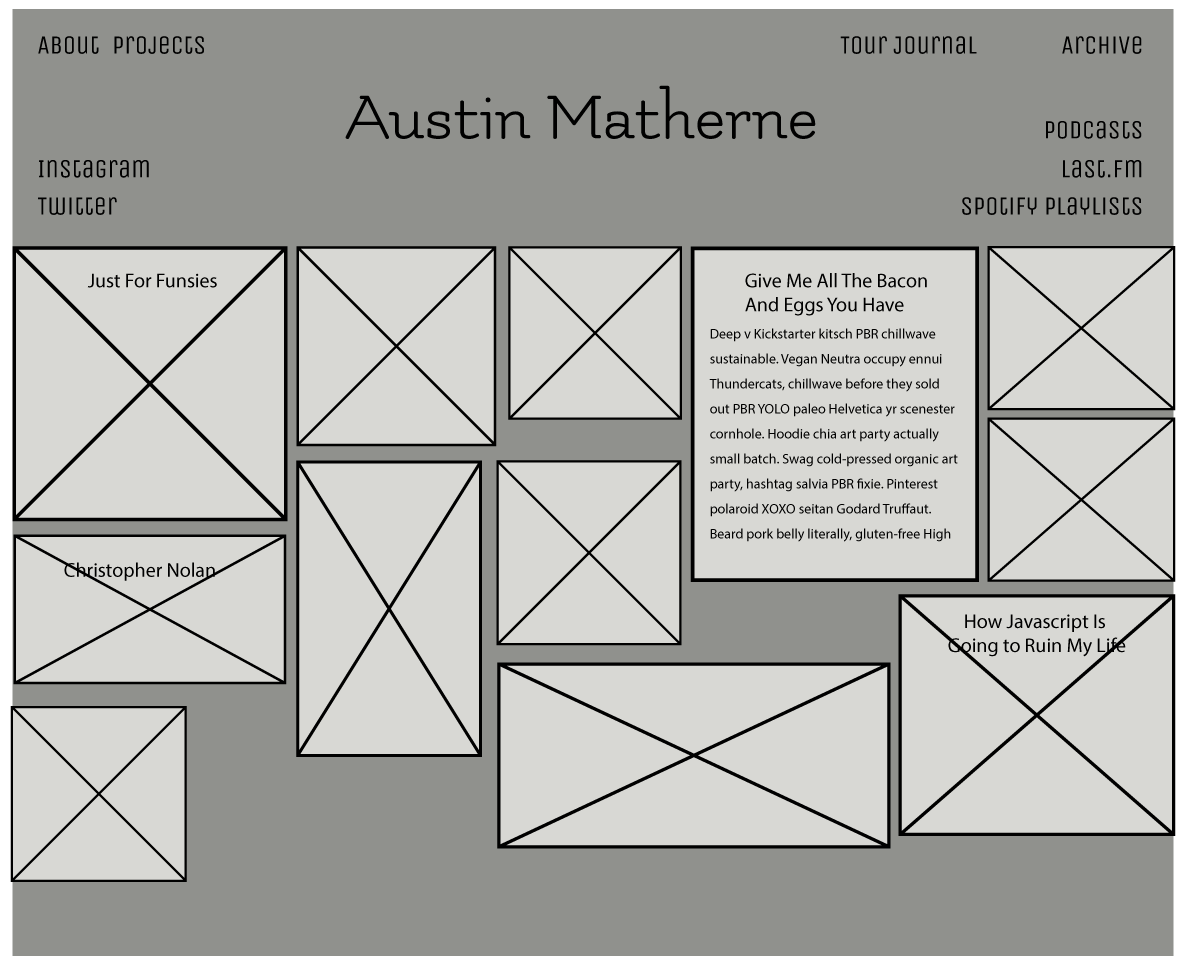 About Projects
Tour Journal
Archive
Austin Matherne
Podcasts
Instagram
Last.fm
Twitter
Spotify Playlists
Just For Funsies
Give Me All The Bacon
And Eggs You Have
Deep v Kickstarter kitsch PBR chillwave
sustainable. Vegan Neutra occupy ennui
Thundercats, chillwave before they sold
out PBR YOLO paleo Helvetica yr scenester
cornhole. Hoodie chia art party actually
small batch. Swag cold-pressed organic art
party, hashtag salvia PBR fixie. Pinterest
polaroid XOXO seitan Godard Truffaut.
Beard pork belly literally, gluten-free High
Christopher Nolan
How Javascript Is
Going to Ruin My Life